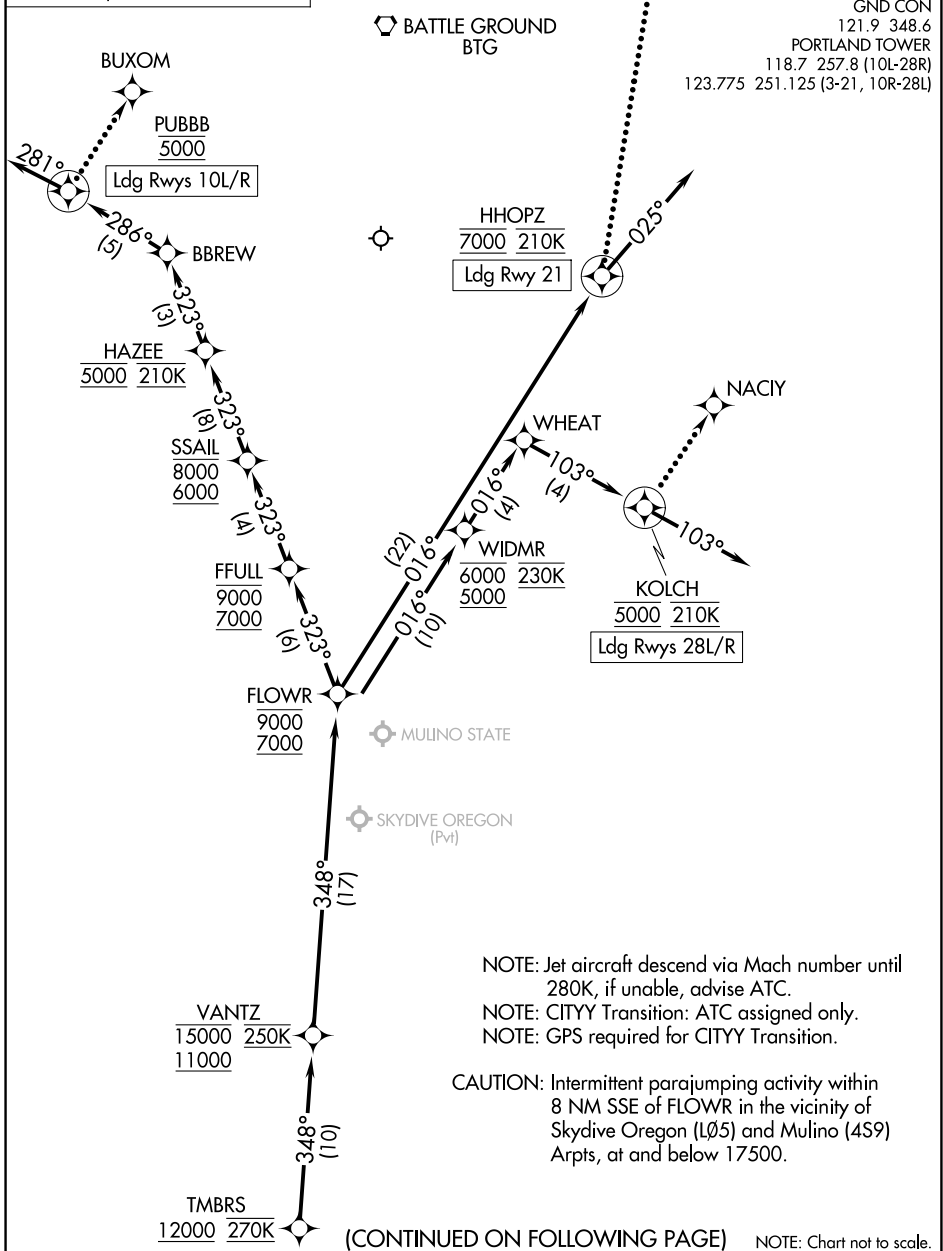 BATTLE GROUND
BTG
GND CON
121.9 348.6
PORTLAND TOWER
118.7 257.8 (10L-28R)
123.775 251.125 (3-21, 10R-28L)
BUXOM
PUBBB
5000
Ldg Rwys 10L/R
281°
286°
(5)
BBREW
323°
(3)
HAZEE
5000 210K
323°
(8)
SSAIL
8000
6000
323°
(4)
FFULL
9000
7000
323°
(6)
HHOPZ
7000 210K
Ldg Rwy 21
025°
NACIY
WHEAT
103°
(4)
016°
(4)
103°
(22)
016°
WIDMR
6000 230K
5000
KOLCH
5000 210K
Ldg Rwys 28L/R
016°
(10)
FLOWR
9000
7000
MULINO STATE
SKYDIVE OREGON
(Pvt)
348°
(17)
VANTZ
15000 250K
11000
348°
(10)
TMBRS
12000 270K
NOTE: Jet aircraft descend via Mach number until
280K, if unable, advise ATC.
NOTE: CITYY Transition: ATC assigned only.
NOTE: GPS required for CITYY Transition.
CAUTION: Intermittent parajumping activity within
8 NM SSE of FLOWR in the vicinity of
Skydive Oregon (LØ5) and Mulino (4S9)
Arpts, at and below 17500.
(CONTINUED ON FOLLOWING PAGE)
NOTE: Chart not to scale.